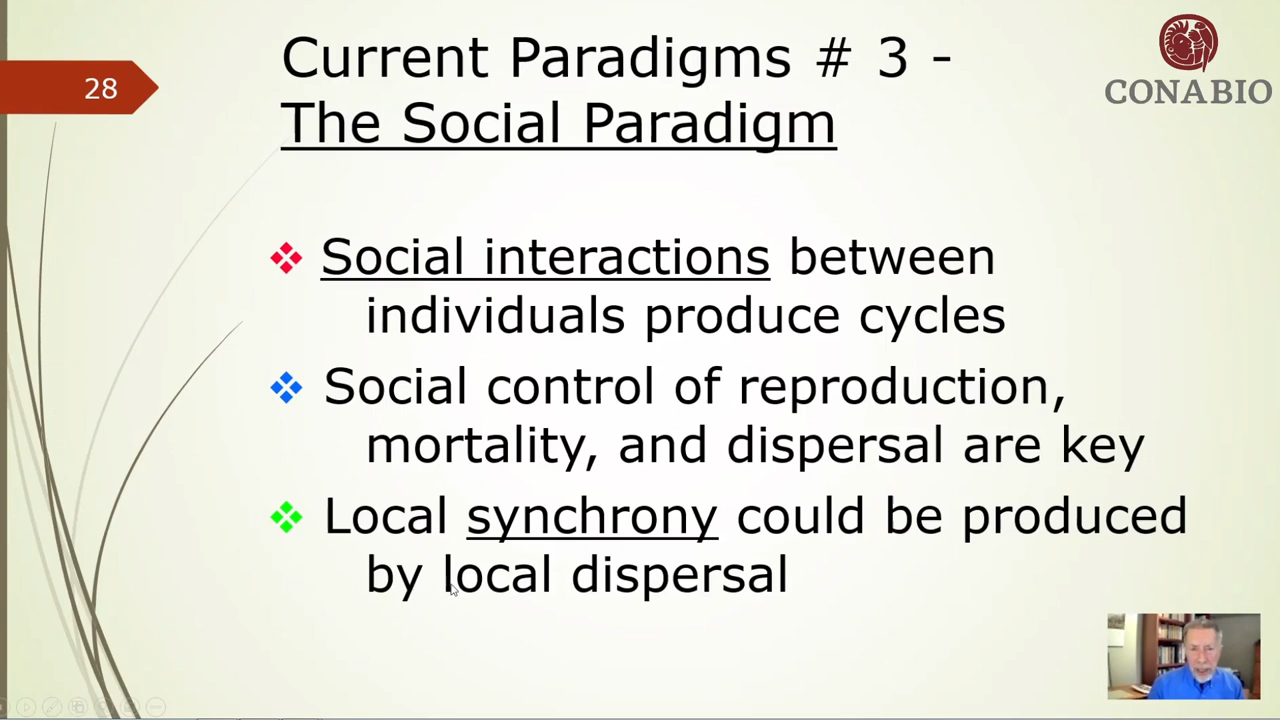 28
Current Paradigms # 3 -
The Social Paradigm
CONABIO
Social interactions between
individuals produce cycles
Social control of reproduction,
mortality, and dispersal are key
Local synchrony could be produced
by local dispersal